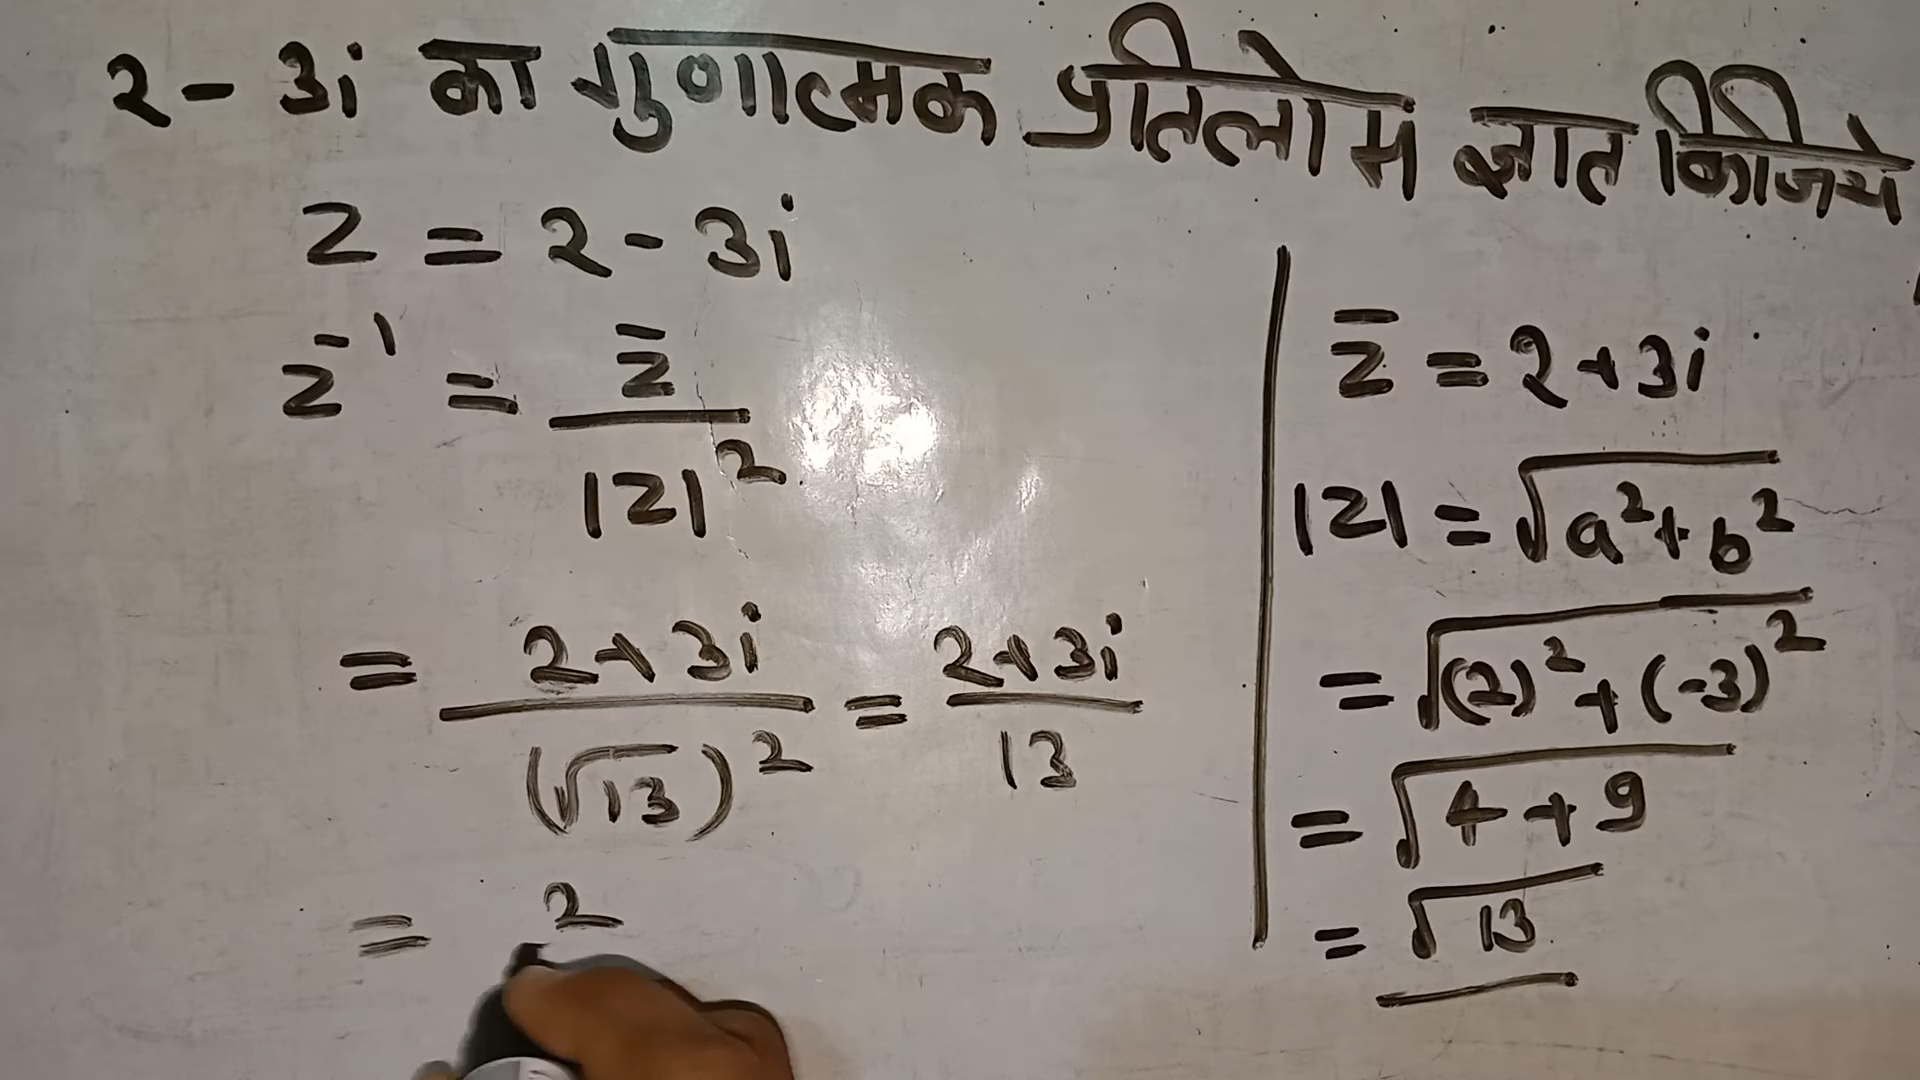 2 - 3i का गुणात्मक प्रतिलोम ज्ञात किजिये
z = 2 - 3i
z⁻¹ = z̅ / |z|²
= 2+3i / (√13)² = 2+3i / 13
= 2
z̅ = 2+3i
|z| = √a²+b²
= √(2)²+(-3)²
= √4+9
= √13